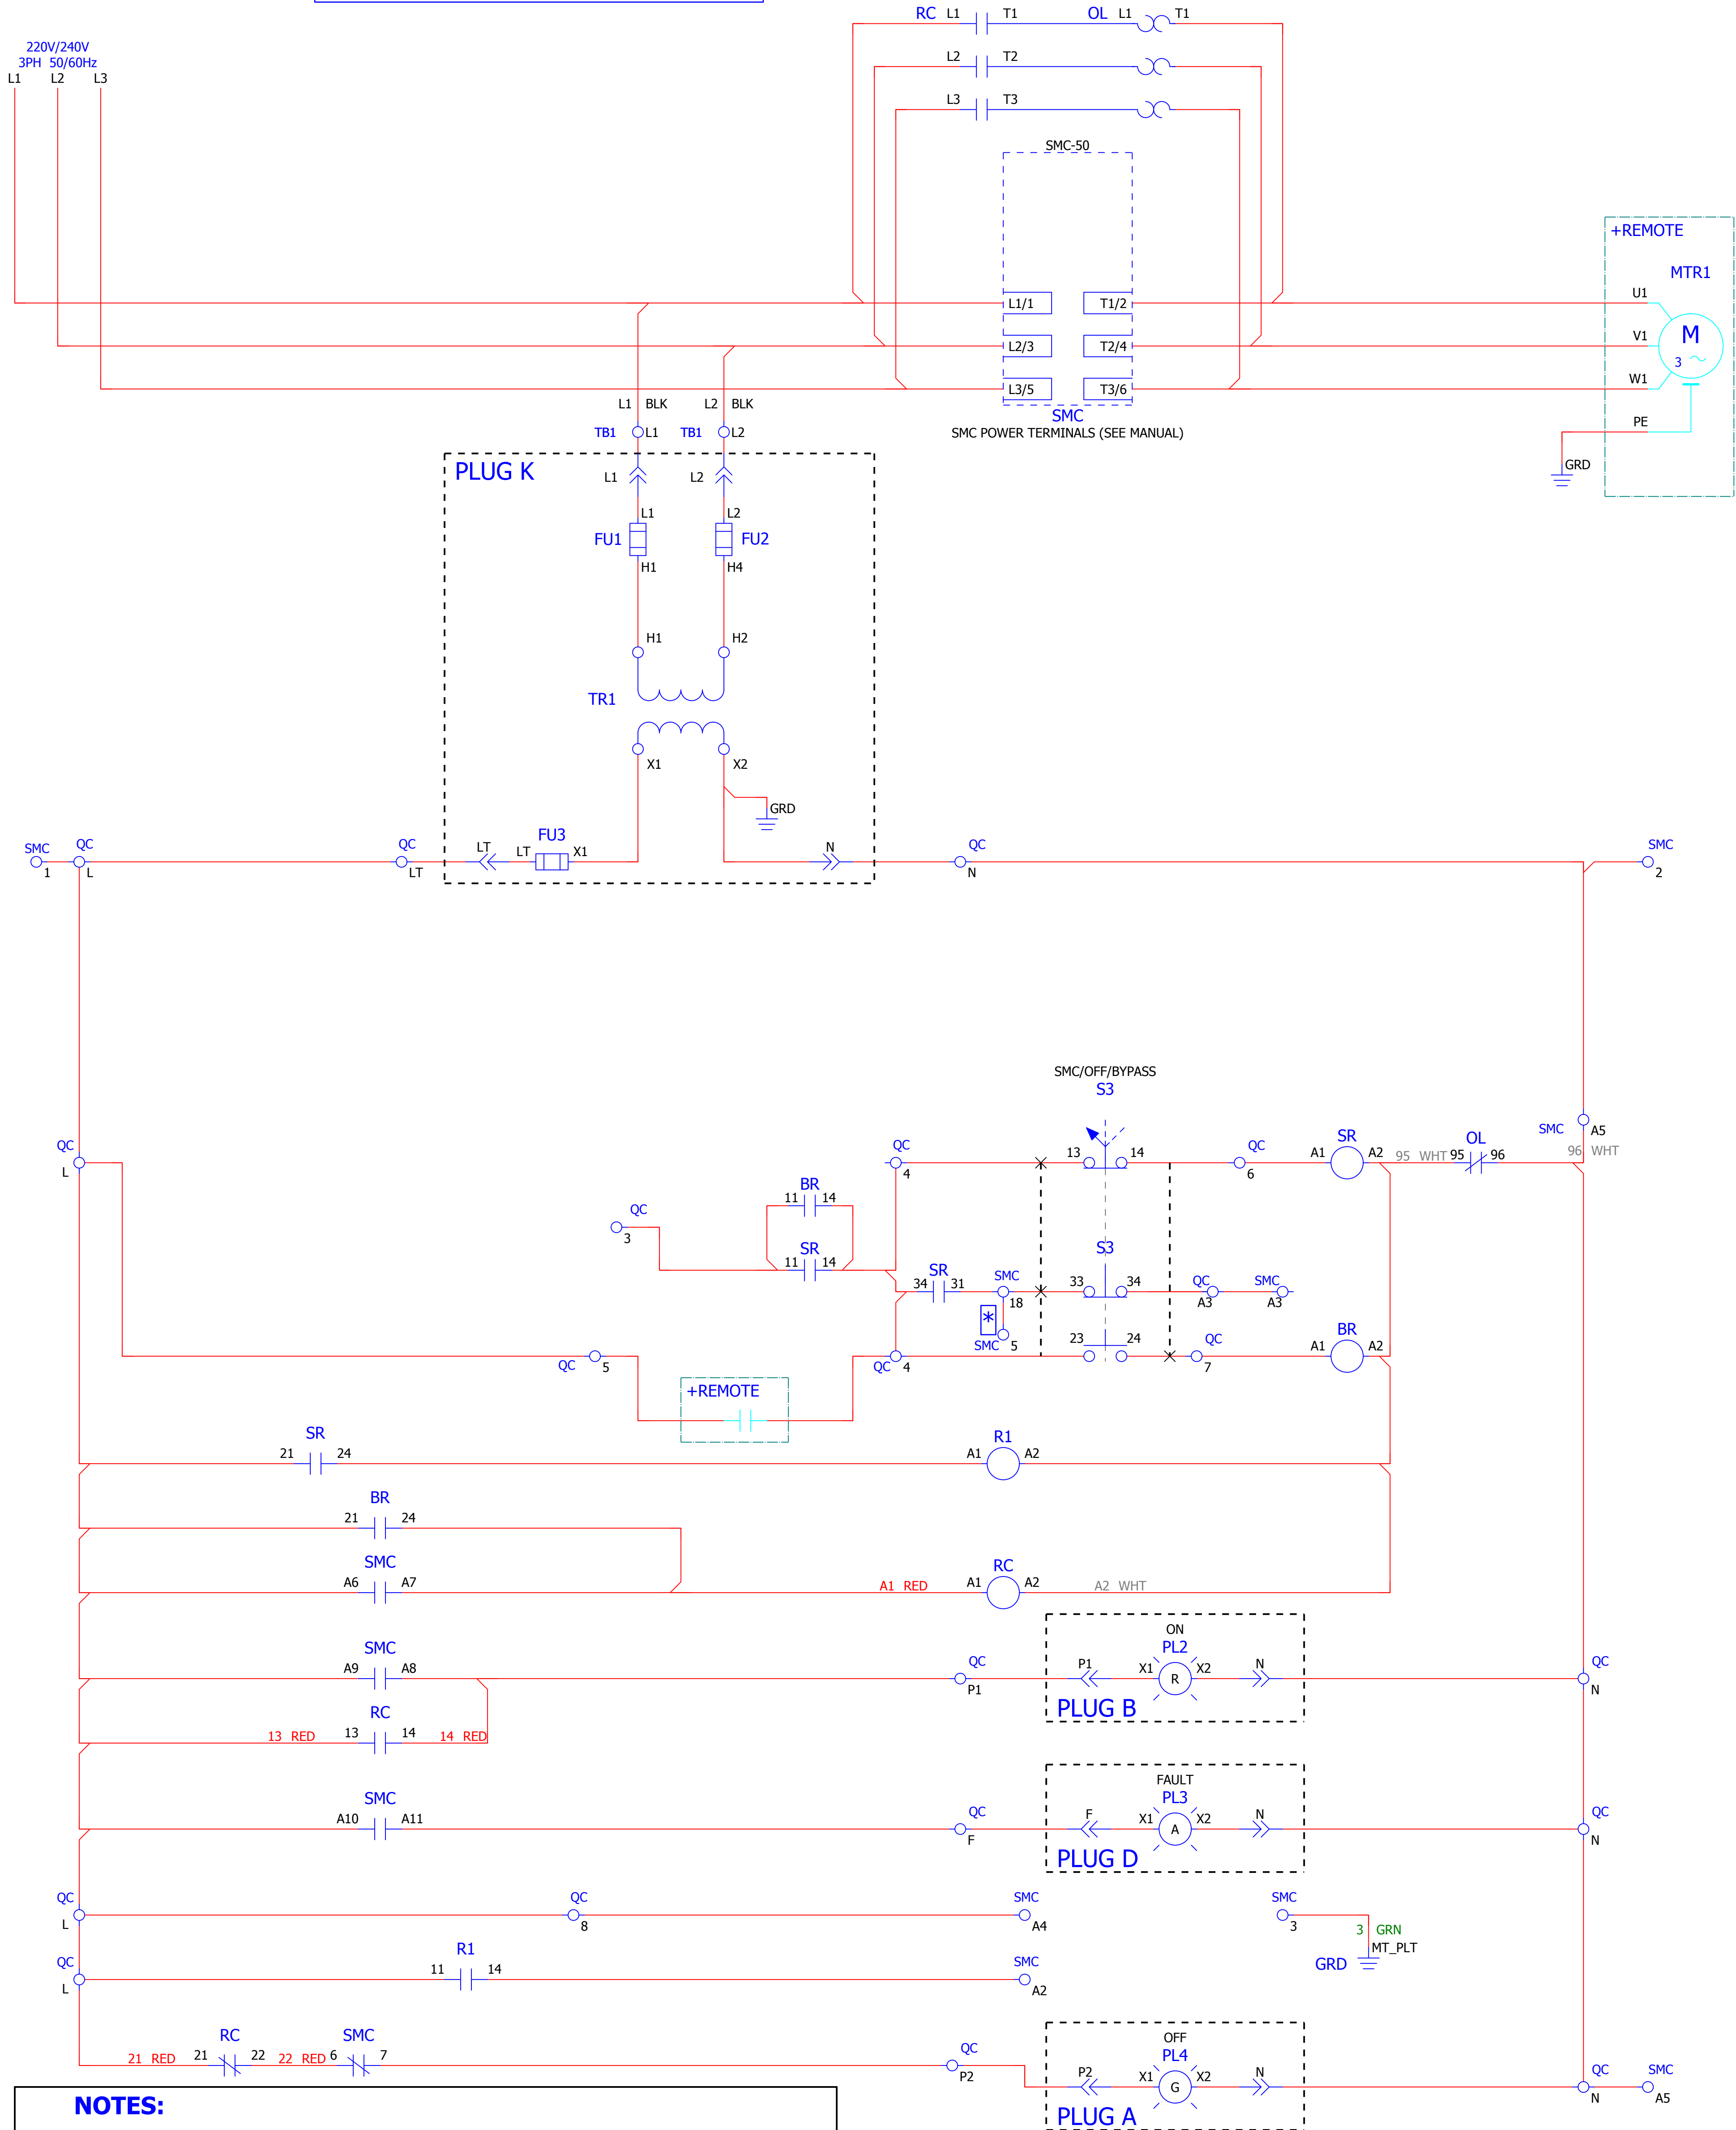 RC L1 T1 OL L1 T1
220V/240V
3PH 50/60Hz
L1 L2 L3
L2 T2
L3 T3
SMC-50
+REMOTE
MTR1
U1
L1/1 T1/2
V1
M
3
L2/3 T2/4
W1
L3/5 T3/6
L1 BLK L2 BLK
SMC
PE
TB1 L1 TB1 L2
SMC POWER TERMINALS (SEE MANUAL)
GRD
PLUG K
L1 L2
L1 L2
FU1 FU2
H1 H4
H1 H2
TR1
X1 X2
GRD
FU3
SMC QC QC LT LT X1 N QC SMC
1 L LT N 2
SMC/OFF/BYPASS
S3
SMC A5
QC QC 13 14 QC SR OL
L 4 6 A1 A2 95 WHT 95 96 96 WHT
BR
11 14
QC
3
SR
11 14
S3
SR
34 31 SMC 33 34 QC SMC
18 A3 A3
*
SMC 5 23 24 QC BR
A1 A2
QC 5 QC 4 7
+REMOTE
SR R1
21 24 A1 A2
BR
21 24
SMC RC
A6 A7 A1 RED A1 A2 A2 WHT
ON
SMC PL2
A9 A8 QC P1 X1 R X2 N QC
P1 N
RC PLUG B
13 RED 13 14 14 RED
FAULT
SMC PL3
A10 A11 QC F X1 A X2 N QC
F N
PLUG D
QC QC SMC SMC
L 8 A4 3
3 GRN
R1 MT_PLT
QC 11 14 SMC GRD
L A2
RC SMC OFF
21 RED 21 22 22 RED 6 7 QC PL4
P2 P2 X1 G X2 N QC SMC
N A5
NOTES:
PLUG A